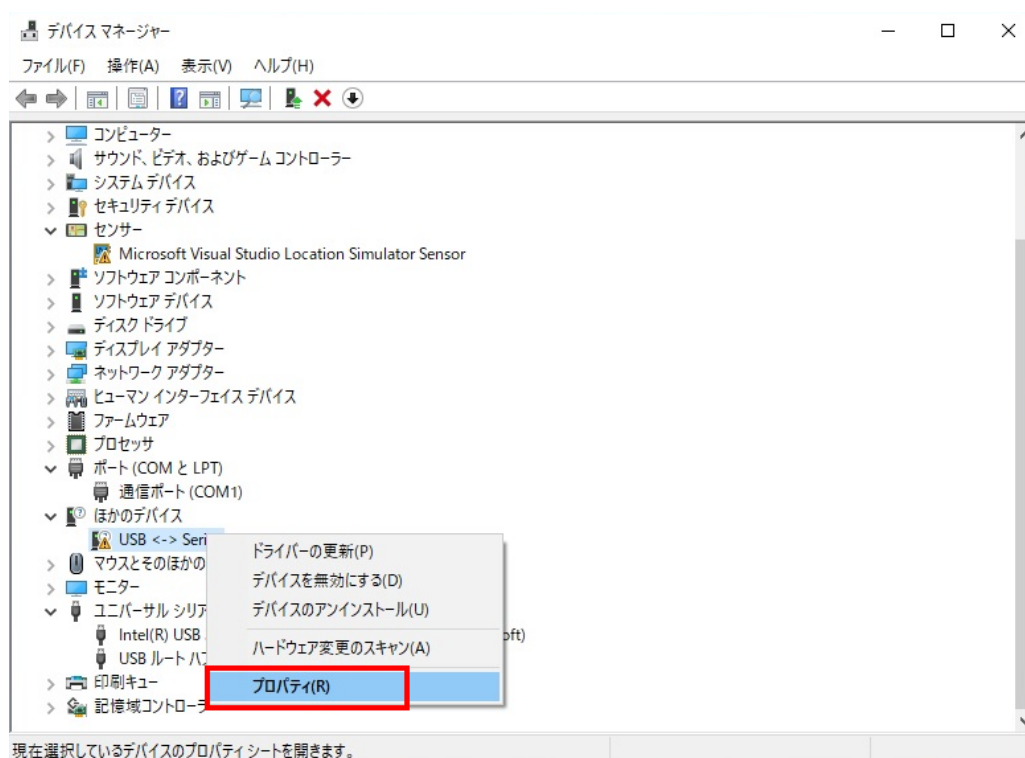 デバイス マネージャー
ファイル(F) 操作(A) 表示(V) ヘルプ(H)
コンピューター
サウンド、ビデオ、およびゲーム コントローラー
システム デバイス
セキュリティ デバイス
センサー
Microsoft Visual Studio Location Simulator Sensor
ソフトウェア コンポーネント
ソフトウェア デバイス
ディスク ドライブ
ディスプレイ アダプター
ネットワーク アダプター
ヒューマン インターフェイス デバイス
ファームウェア
プロセッサ
ポート (COM と LPT)
通信ポート (COM1)
ほかのデバイス
USB <-> Seri
マウスとそのほかの
モニター
ユニバーサル シリア
Intel(R) USB
oft)
USB ルート ハブ
印刷キュー
記憶域コントローラ
ドライバーの更新(P)
デバイスを無効にする(D)
デバイスのアンインストール(U)
ハードウェア変更のスキャン(A)
プロパティ(R)
現在選択しているデバイスのプロパティ シートを開きます。